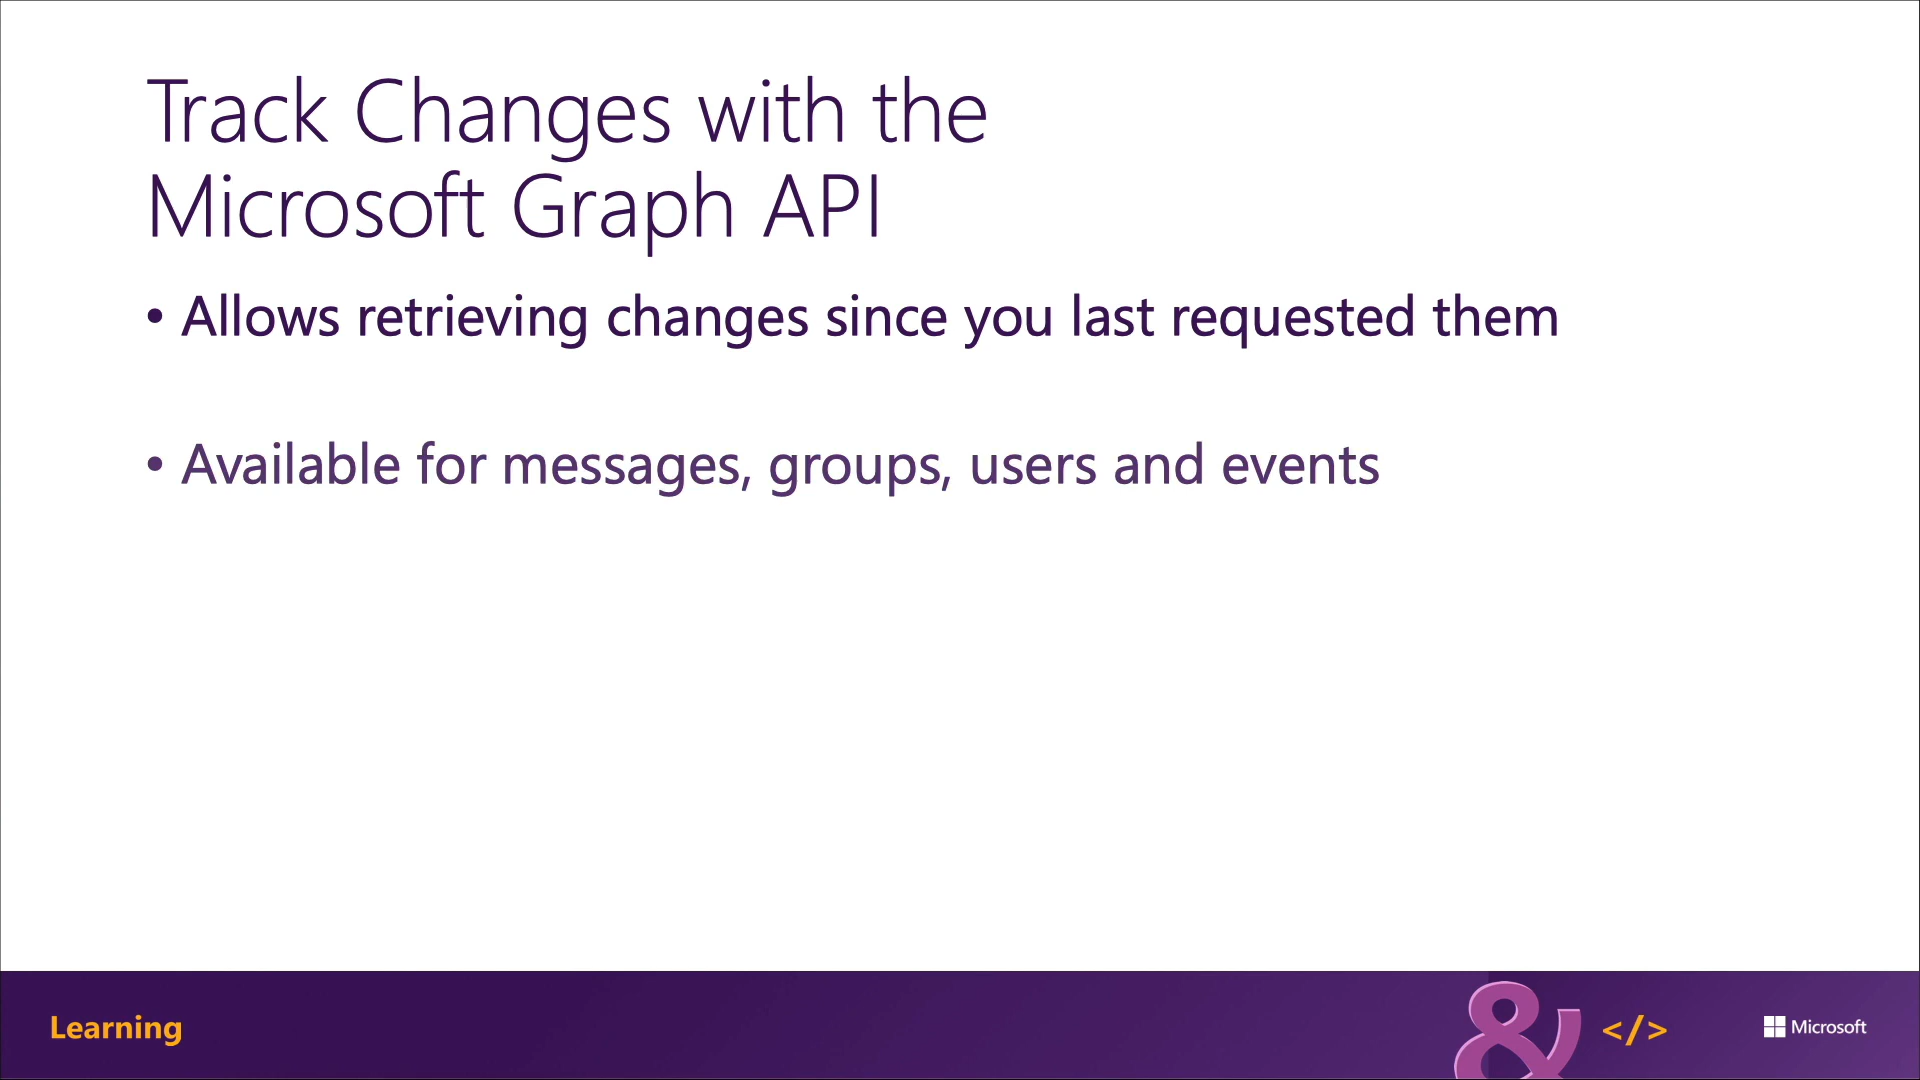 Track Changes with the
Microsoft Graph API
• Allows retrieving changes since you last requested them
• Available for messages, groups, users and events
Learning
& </>
Microsoft